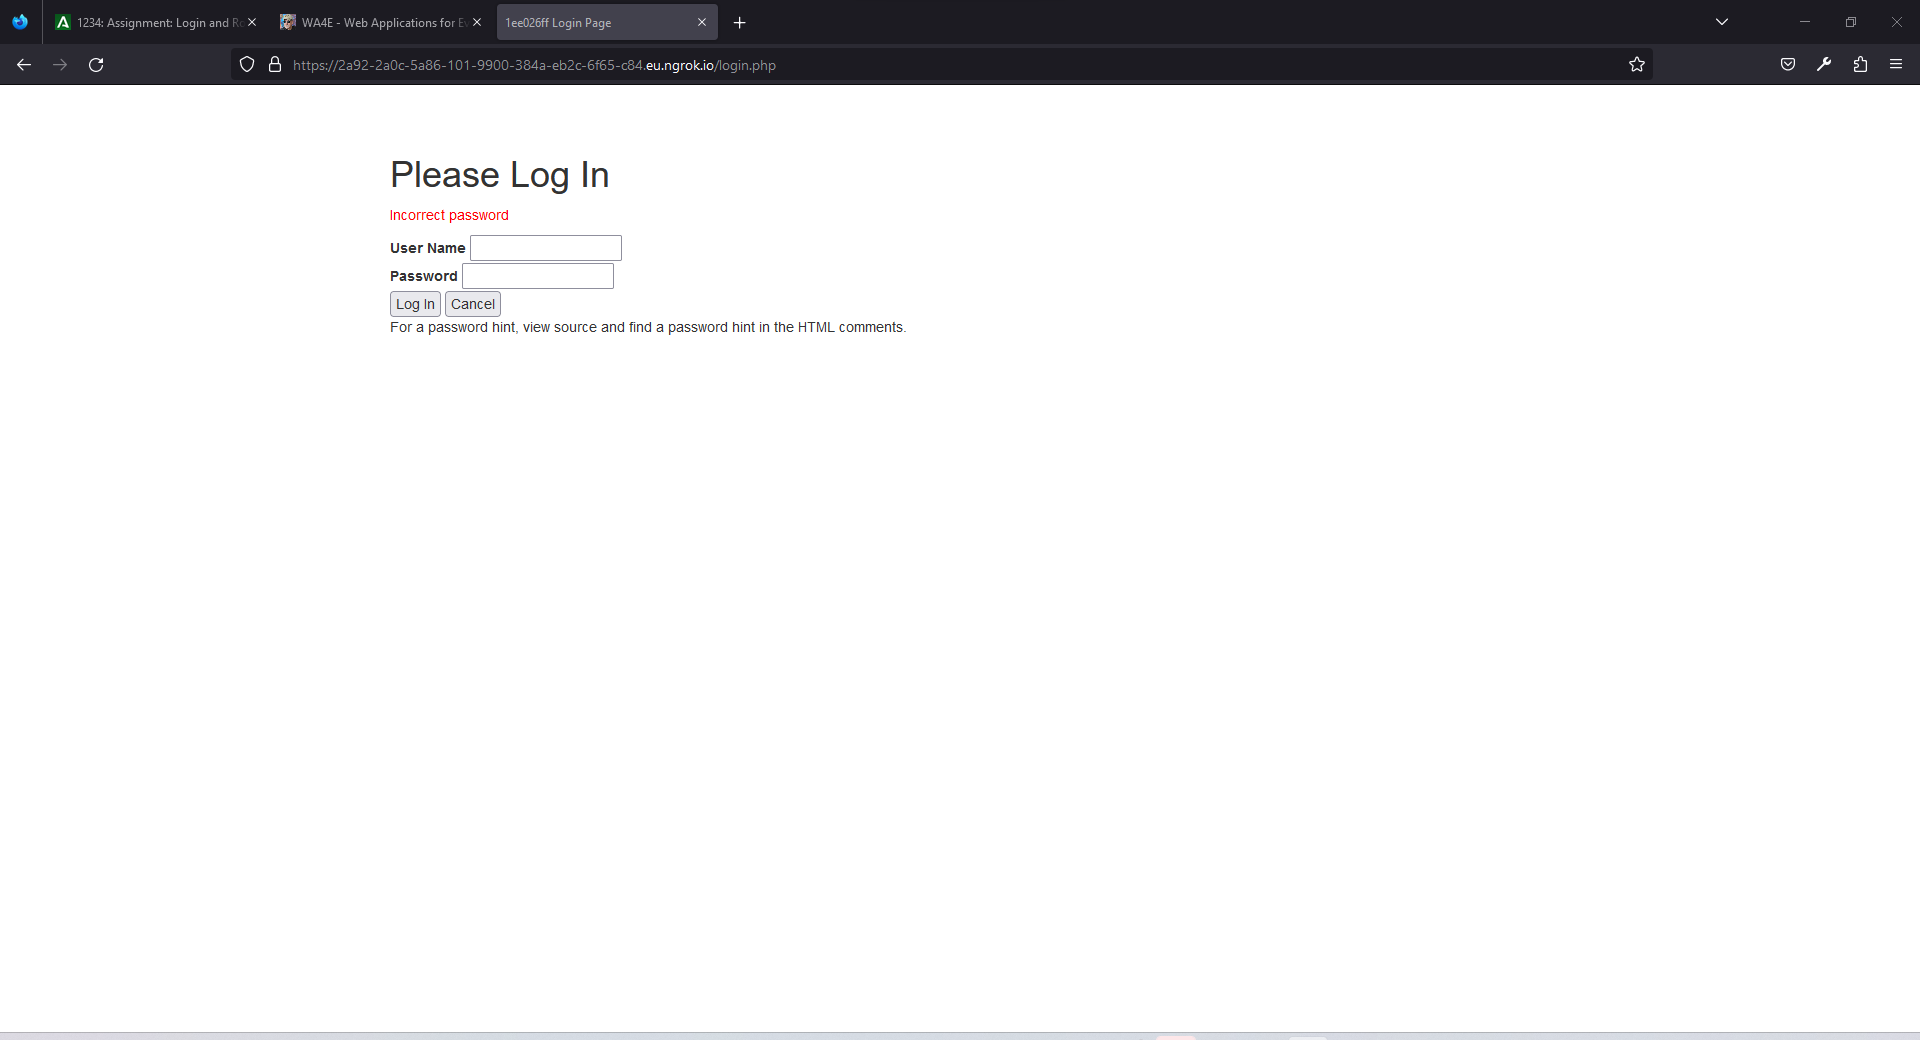 1234: Assignment: Login and Ro
WA4E - Web Applications for Ev
1ee026ff Login Page
https://2a92-2a0c-5a86-101-9900-384a-eb2c-6f65-c84.eu.ngrok.io/login.php
Please Log In
Incorrect password
User Name
Password
Log In Cancel
For a password hint, view source and find a password hint in the HTML comments.